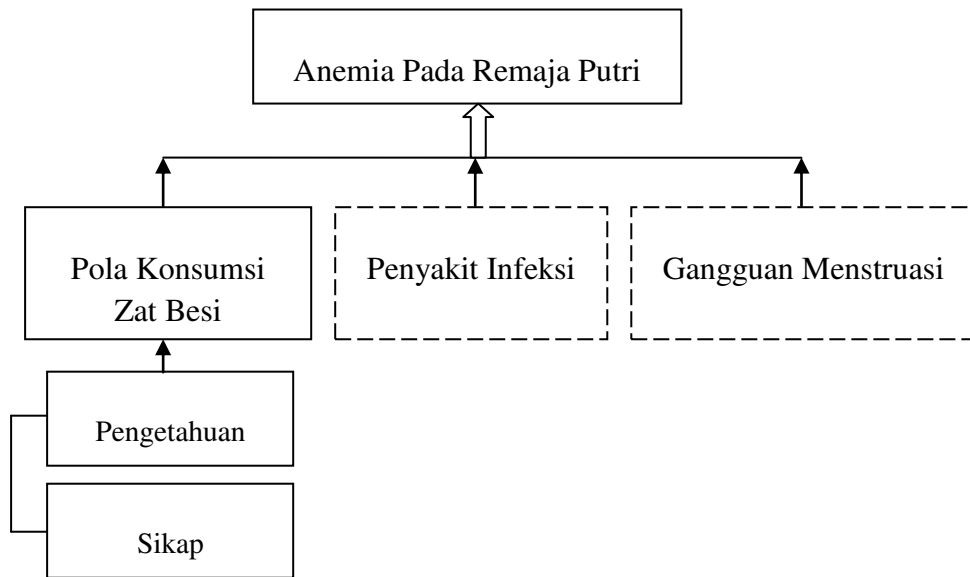 Anemia Pada Remaja Putri
Pola Konsumsi
Zat Besi
Penyakit Infeksi
Gangguan Menstruasi
Pengetahuan
Sikap